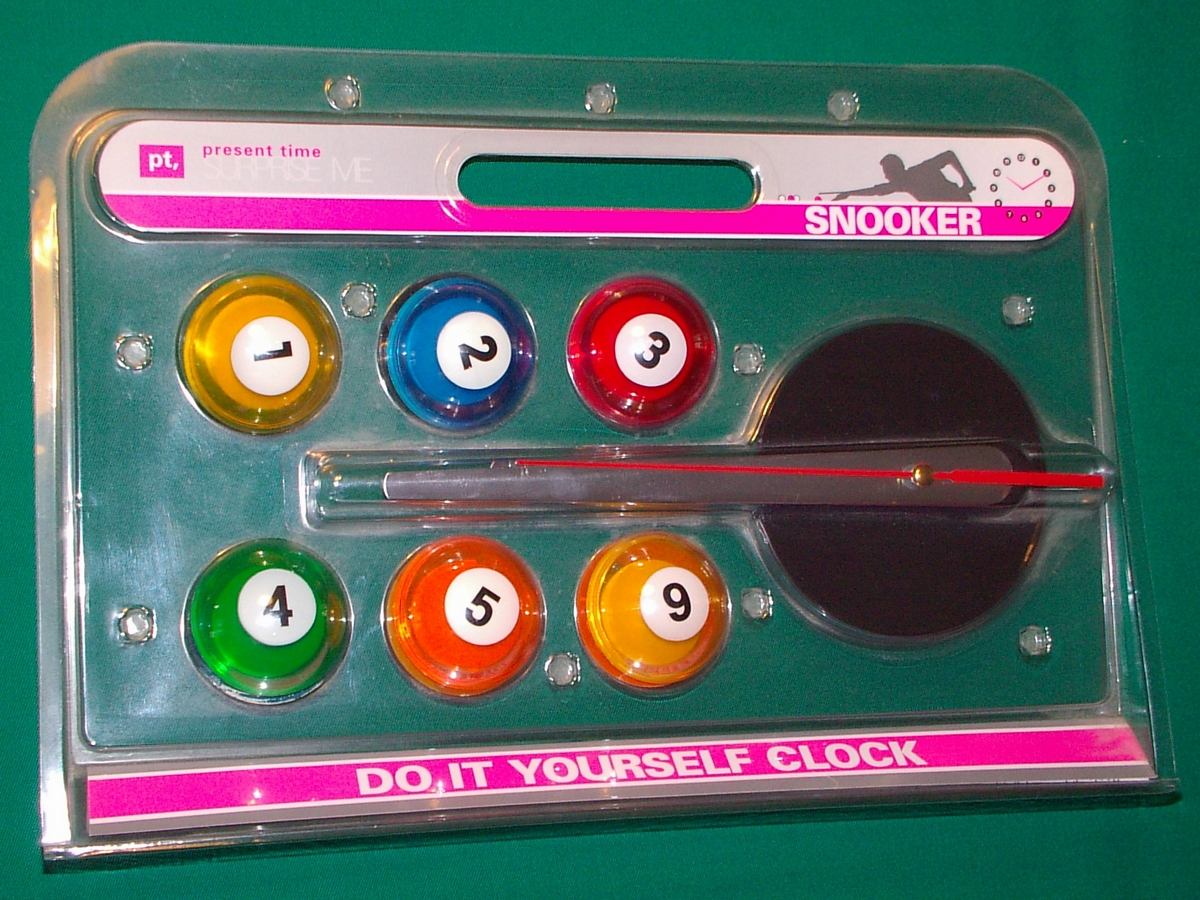 pt,
present time
SURPRISE ME
SNOOKER
1
2
3
4
5
9
DO IT YOURSELF CLOCK